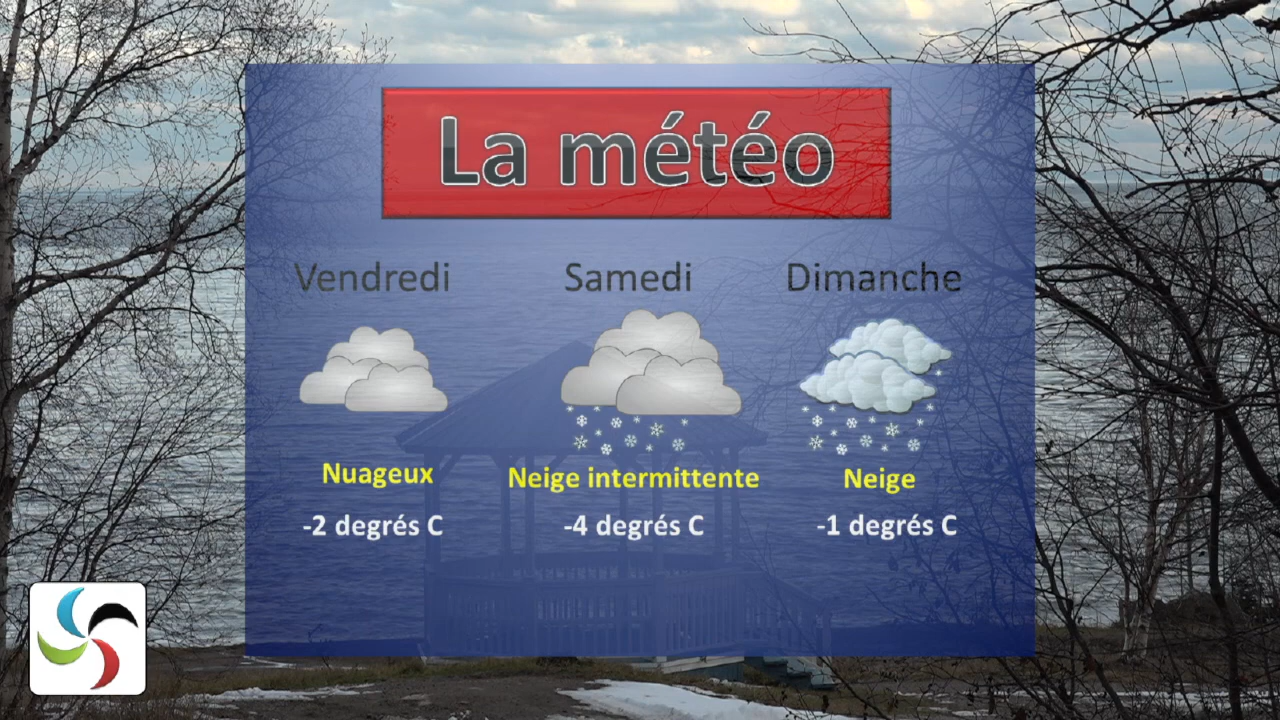 La météo
Vendredi Samedi Dimanche
Nuageux Neige intermittente Neige
-2 degrés C -4 degrés C -1 degrés C